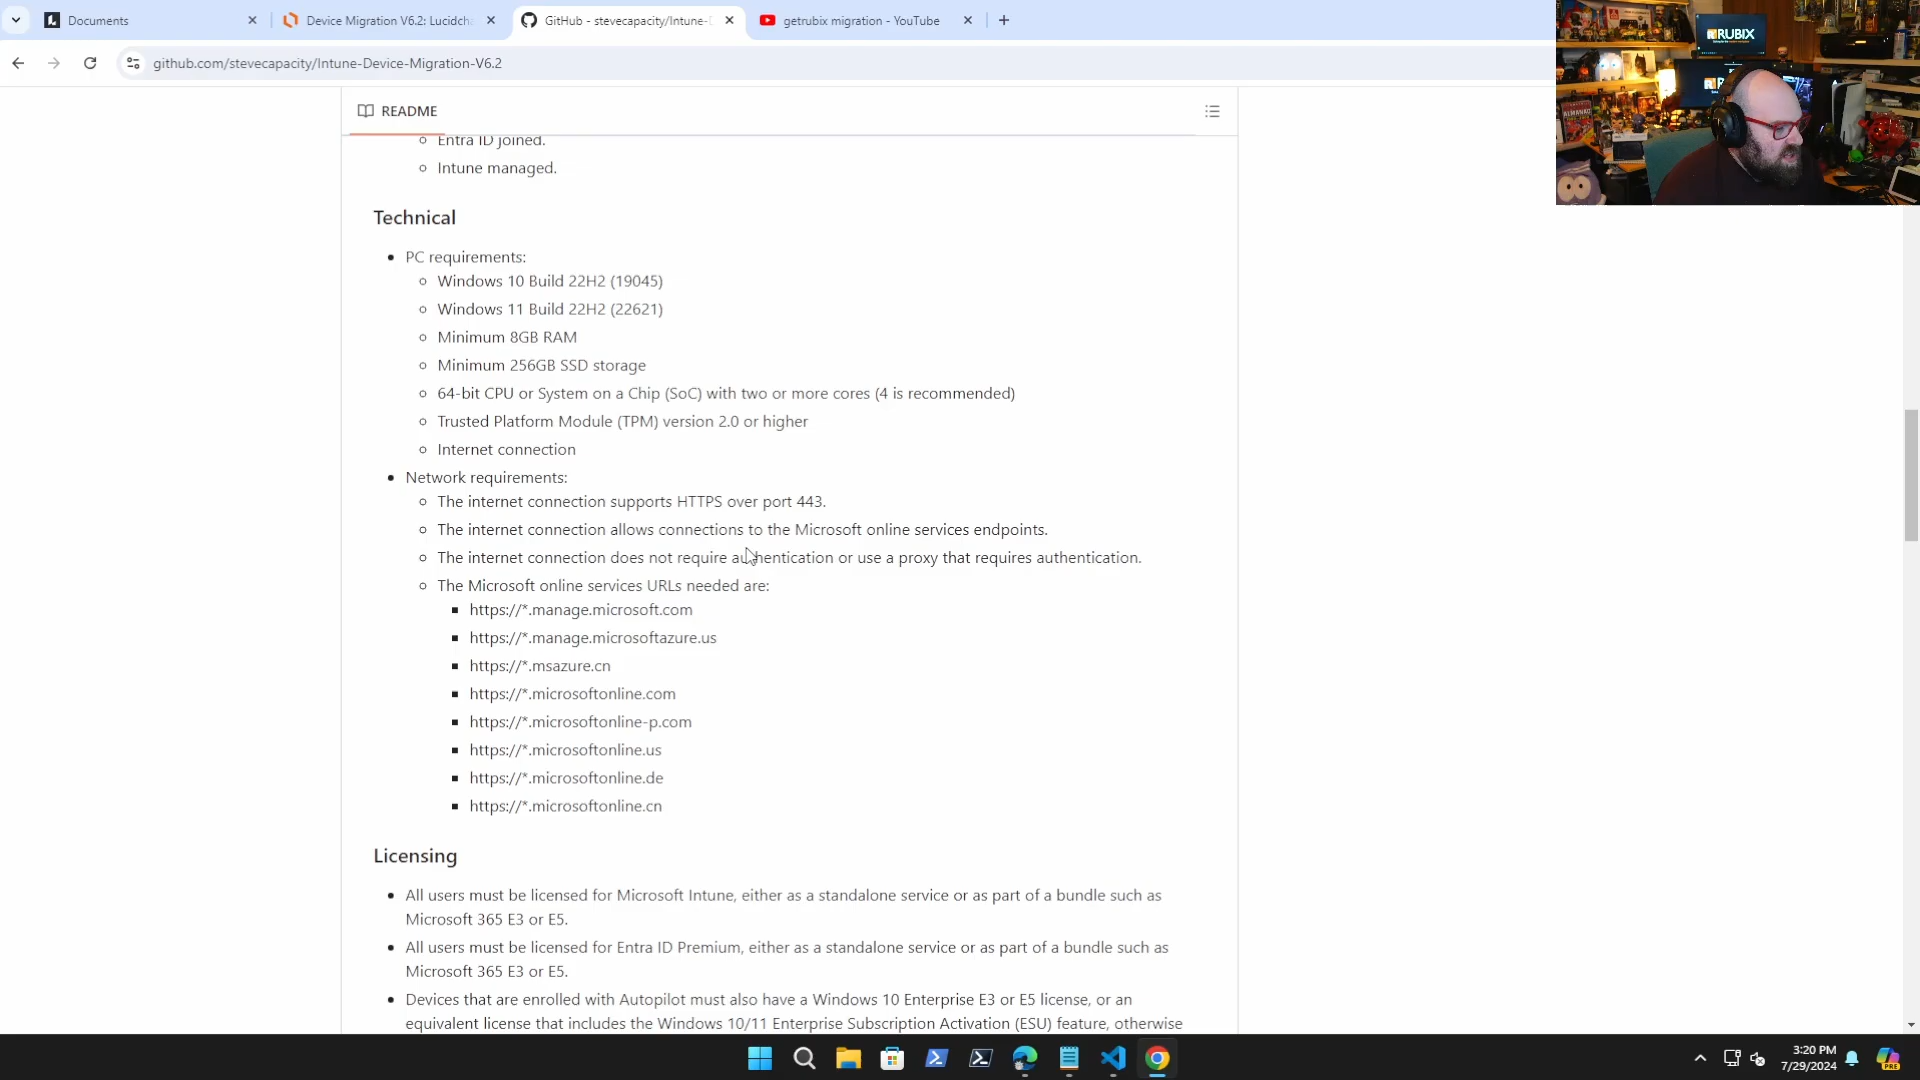 Documents
Device Migration V6.2: Lucidch
GitHub - stevecapacity/Intune-D
getrubix migration - YouTube
github.com/stevecapacity/Intune-Device-Migration-V6.2
RUBIX
README
Entra ID joined.
Intune managed.
Technical
PC requirements:
Windows 10 Build 22H2 (19045)
Windows 11 Build 22H2 (22621)
Minimum 8GB RAM
Minimum 256GB SSD storage
64-bit CPU or System on a Chip (SoC) with two or more cores (4 is recommended)
Trusted Platform Module (TPM) version 2.0 or higher
Internet connection
Network requirements:
The internet connection supports HTTPS over port 443.
The internet connection allows connections to the Microsoft online services endpoints.
The internet connection does not require authentication or use a proxy that requires authentication.
The Microsoft online services URLs needed are:
https://*.manage.microsoft.com
https://*.manage.microsoftazure.us
https://*.msazure.cn
https://*.microsoftonline.com
https://*.microsoftonline-p.com
https://*.microsoftonline.us
https://*.microsoftonline.de
https://*.microsoftonline.cn
Licensing
All users must be licensed for Microsoft Intune, either as a standalone service or as part of a bundle such as
Microsoft 365 E3 or E5.
All users must be licensed for Entra ID Premium, either as a standalone service or as part of a bundle such as
Microsoft 365 E3 or E5.
Devices that are enrolled with Autopilot must also have a Windows 10 Enterprise E3 or E5 license, or an
equivalent license that includes the Windows 10/11 Enterprise Subscription Activation (ESU) feature, otherwise
3:20 PM
7/29/2024
PRE